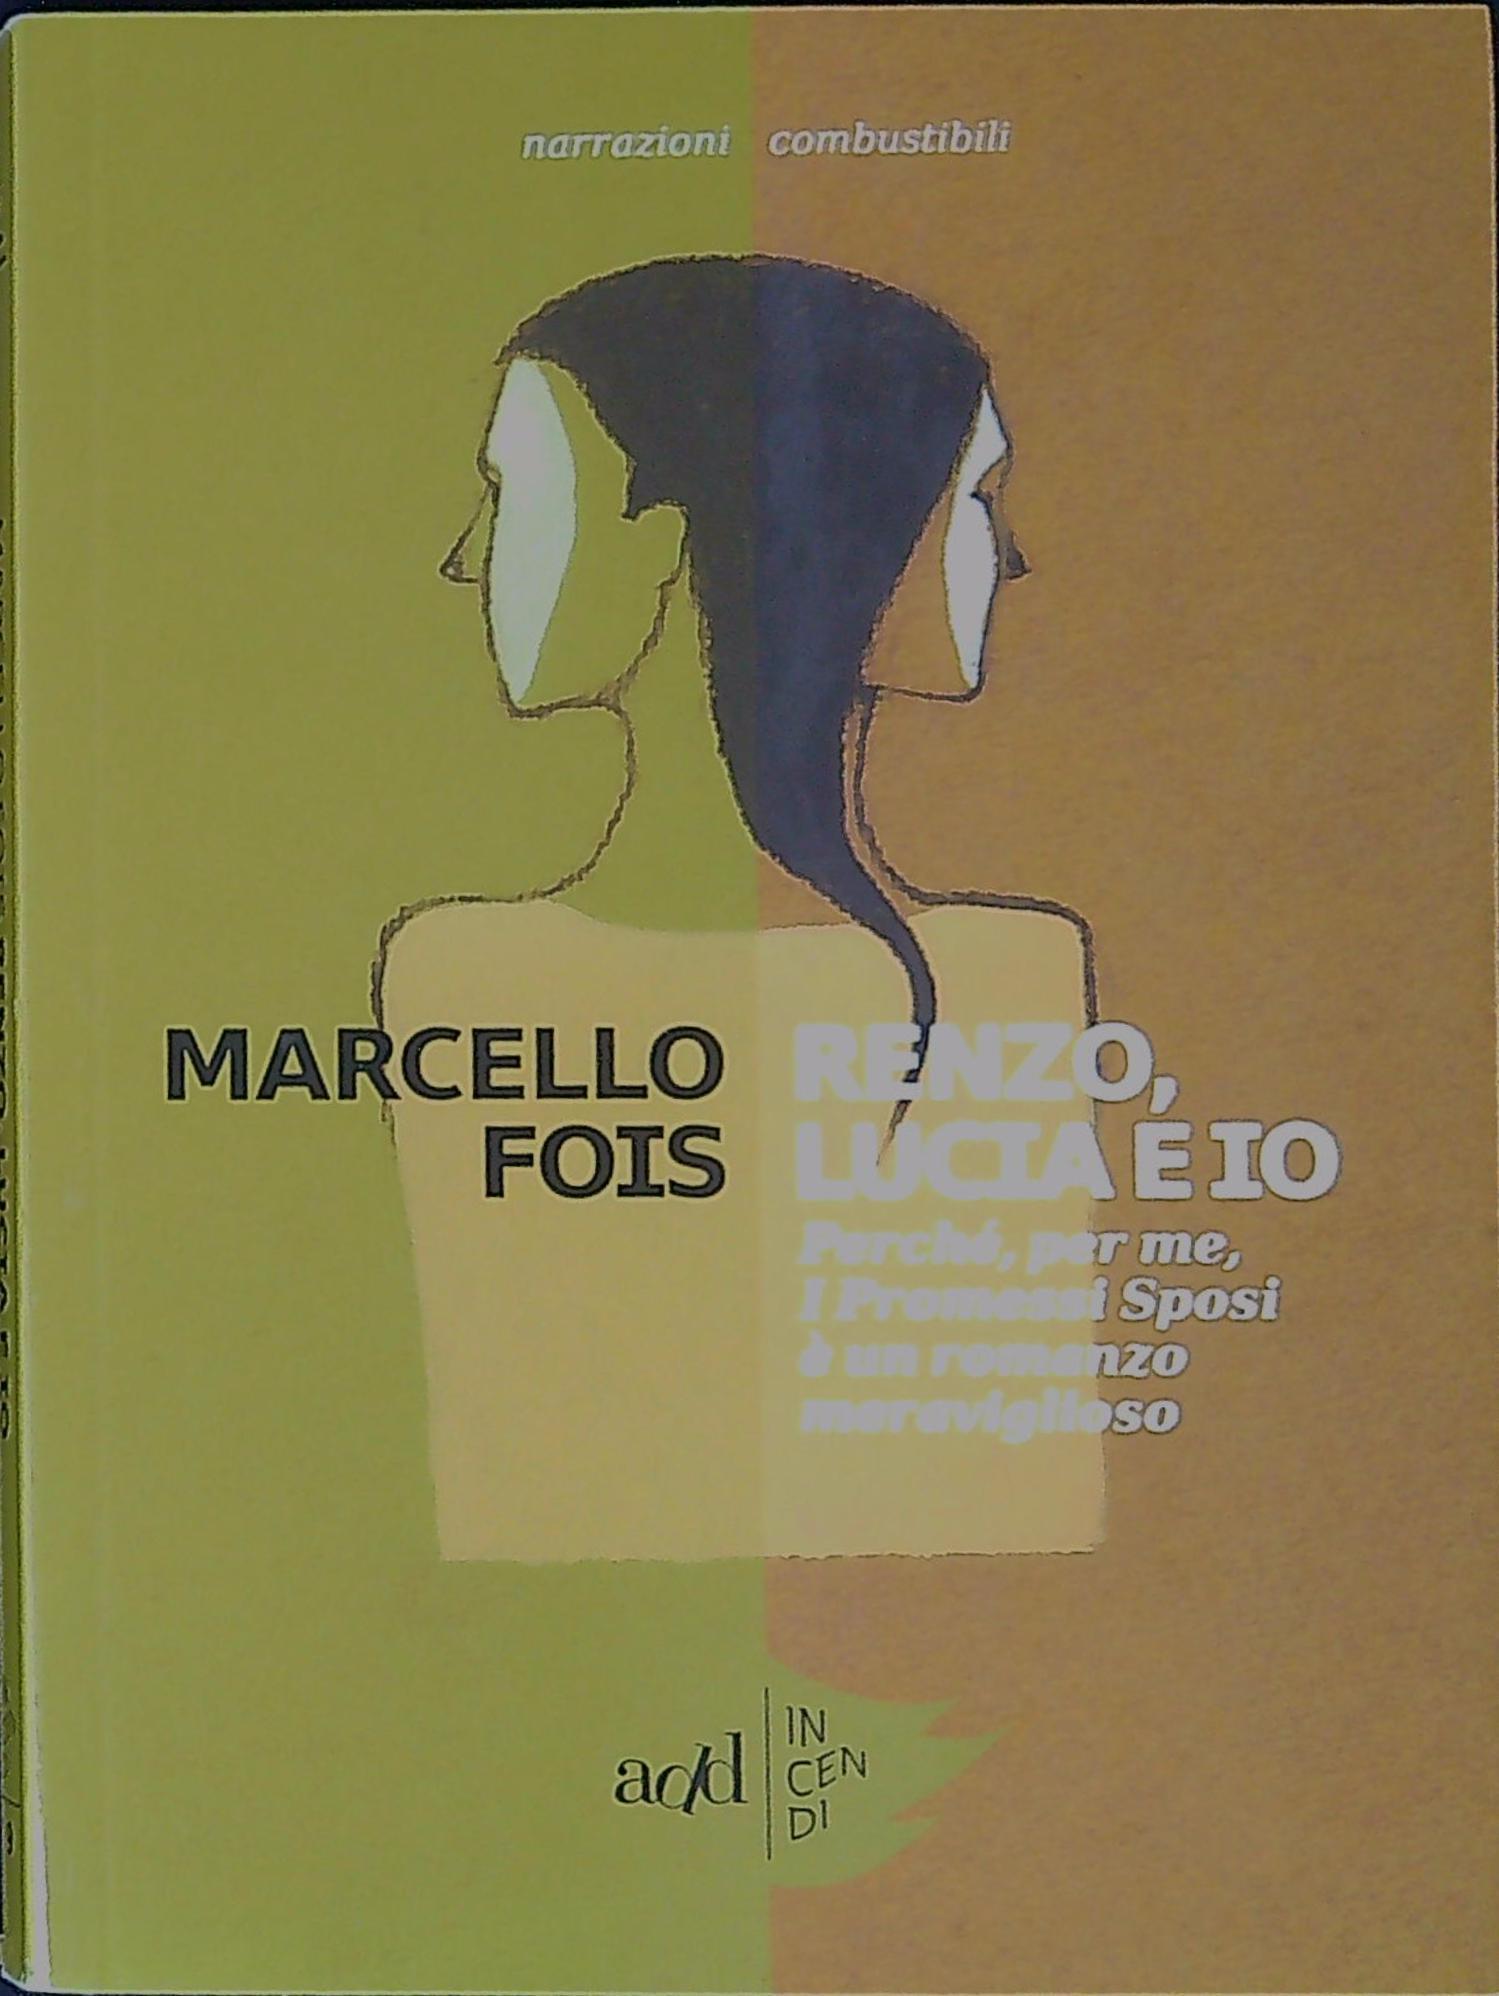 narrazioni combustibili
MARCELLO
FOIS
RENZO,
LUCIA E IO
Perché, per me,
I Promessi Sposi
è un romanzo
meraviglioso
add
IN
CEN
DI